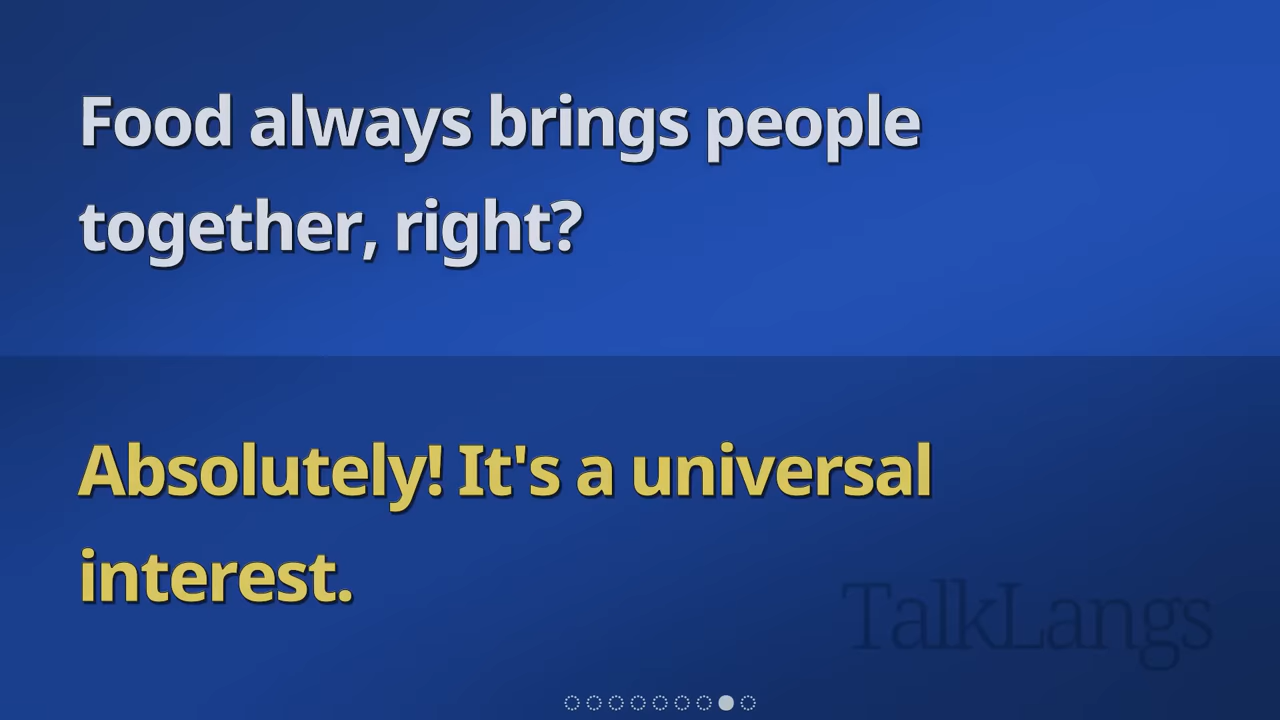 Food always brings people
together, right?
Absolutely! It's a universal
interest.
TalkLangs